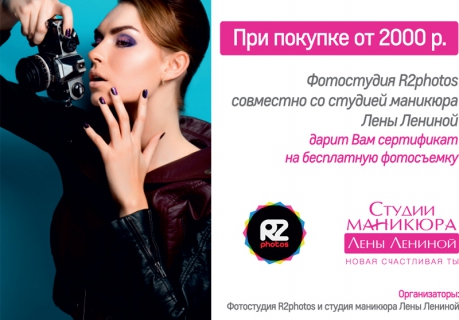 При покупке от 2000 р.
Фотостудия R2photos
совместно со студией маникюра
Лены Лениной
дарит Вам сертификат
на бесплатную фотосъемку
R2
photos
Студии
маникюра
Лены Лениной
НОВАЯ СЧАСТЛИВАЯ ТЫ
Организаторы:
Фотостудия R2photos и студия маникюра Лены Лениной